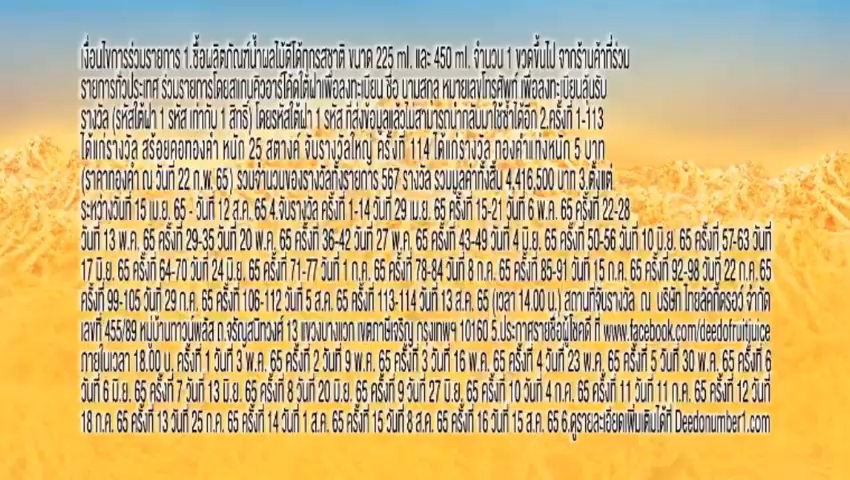 เงื่อนไขการร่วมรายการ 1.ซื้อผลิตภัณฑ์น้ำผลไม้ดีโด้ทุกรสชาติ ขนาด 225 ml. และ 450 ml. จำนวน 1 ขวดขึ้นไป จากร้านค้าที่ร่วม
รายการทั่วประเทศ ร่วมรายการโดยสแกนคิวอาร์โค้ดใต้ฝาเพื่อลงทะเบียน ชื่อ นามสกุล หมายเลขโทรศัพท์ เพื่อลงทะเบียนลุ้นรับ
รางวัล (รหัสใต้ฝา 1 รหัส เท่ากับ 1 สิทธิ์) โดยรหัสใต้ฝา 1 รหัส ที่ส่งข้อมูลแล้วไม่สามารถนำกลับมาใช้ซ้ำได้อีก 2.ครั้งที่ 1-113
ได้แก่รางวัล สร้อยคอทองคำ หนัก 25 สตางค์ จับรางวัลใหญ่ ครั้งที่ 114 ได้แก่รางวัล ทองคำแท่งหนัก 5 บาท
(ราคาทองคำ ณ วันที่ 22 ก.พ. 65) รวมจำนวนของรางวัลทั้งรายการ 567 รางวัล รวมมูลค่าทั้งสิ้น 4,416,500 บาท 3.ตั้งแต่
ระหว่างวันที่ 15 เม.ย. 65 - วันที่ 12 ส.ค. 65 4.จับรางวัล ครั้งที่ 1-14 วันที่ 29 เม.ย. 65 ครั้งที่ 15-21 วันที่ 6 พ.ค. 65 ครั้งที่ 22-28
วันที่ 13 พ.ค. 65 ครั้งที่ 29-35 วันที่ 20 พ.ค. 65 ครั้งที่ 36-42 วันที่ 27 พ.ค. 65 ครั้งที่ 43-49 วันที่ 4 มิ.ย. 65 ครั้งที่ 50-56 วันที่ 10 มิ.ย. 65 ครั้งที่ 57-63 วันที่
17 มิ.ย. 65 ครั้งที่ 64-70 วันที่ 24 มิ.ย. 65 ครั้งที่ 71-77 วันที่ 1 ก.ค. 65 ครั้งที่ 78-84 วันที่ 8 ก.ค. 65 ครั้งที่ 85-91 วันที่ 15 ก.ค. 65 ครั้งที่ 92-98 วันที่ 22 ก.ค. 65
ครั้งที่ 99-105 วันที่ 29 ก.ค. 65 ครั้งที่ 106-112 วันที่ 5 ส.ค. 65 ครั้งที่ 113-114 วันที่ 13 ส.ค. 65 (เวลา 14.00 น.) สถานที่จับรางวัล ณ บริษัท ไทยลัคกี้ดรอว์ จำกัด
เลขที่ 455/89 หมู่บ้านทาวน์พลัส ถ.จรัญสนิทวงศ์ 13 แขวงบางแวก เขตภาษีเจริญ กรุงเทพฯ 10160 5.ประกาศรายชื่อผู้โชคดี ที่ www.facebook.com/deedofruitjuice
ภายในเวลา 18.00 น. ครั้งที่ 1 วันที่ 3 พ.ค. 65 ครั้งที่ 2 วันที่ 9 พ.ค. 65 ครั้งที่ 3 วันที่ 16 พ.ค. 65 ครั้งที่ 4 วันที่ 23 พ.ค. 65 ครั้งที่ 5 วันที่ 30 พ.ค. 65 ครั้งที่ 6
วันที่ 6 มิ.ย. 65 ครั้งที่ 7 วันที่ 13 มิ.ย. 65 ครั้งที่ 8 วันที่ 20 มิ.ย. 65 ครั้งที่ 9 วันที่ 27 มิ.ย. 65 ครั้งที่ 10 วันที่ 4 ก.ค. 65 ครั้งที่ 11 วันที่ 11 ก.ค. 65 ครั้งที่ 12 วันที่
18 ก.ค. 65 ครั้งที่ 13 วันที่ 25 ก.ค. 65 ครั้งที่ 14 วันที่ 1 ส.ค. 65 ครั้งที่ 15 วันที่ 8 ส.ค. 65 ครั้งที่ 16 วันที่ 15 ส.ค. 65 6.ดูรายละเอียดเพิ่มเติมได้ที่ Deedonumber1.com